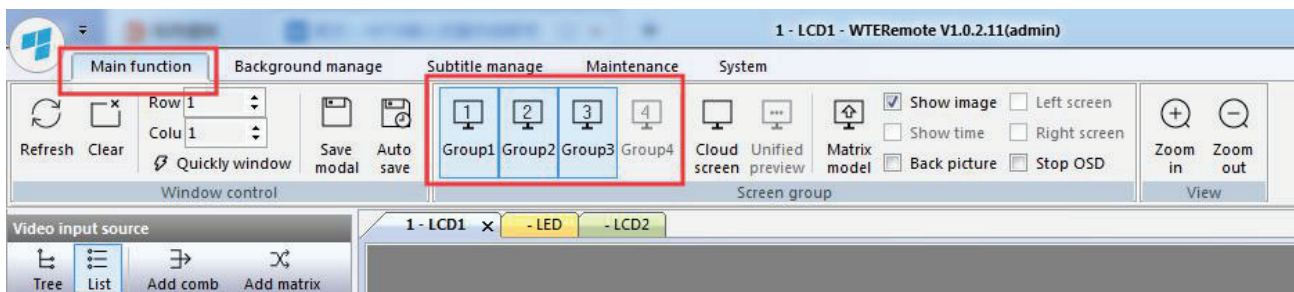 1 - LCD1 - WTERemote V1.0.2.11(admin)
Main function Background manage Subtitle manage Maintenance System
Row 1
Colu 1
Quickly window
Refresh Clear
Save modal
Auto save
1 2 3 4
Group1 Group2 Group3 Group4
Cloud screen
Unified preview
Matrix model
Show image Left screen
Show time Right screen
Back picture Stop OSD
Zoom in
Zoom out
Window control Screen group View
Video input source
1 - LCD1 x - LED - LCD2
Tree List Add comb Add matrix